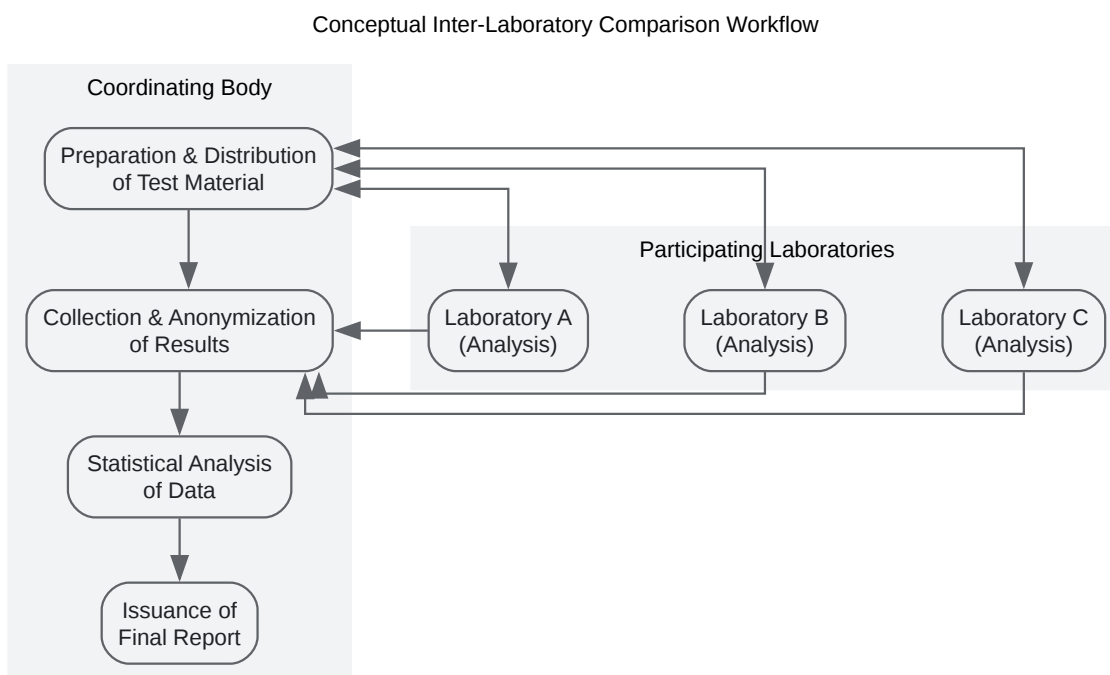 Conceptual Inter-Laboratory Comparison Workflow
Coordinating Body
Preparation & Distribution
of Test Material
Participating Laboratories
Collection & Anonymization
of Results
Laboratory A
(Analysis)
Laboratory B
(Analysis)
Laboratory C
(Analysis)
Statistical Analysis
of Data
Issuance of
Final Report